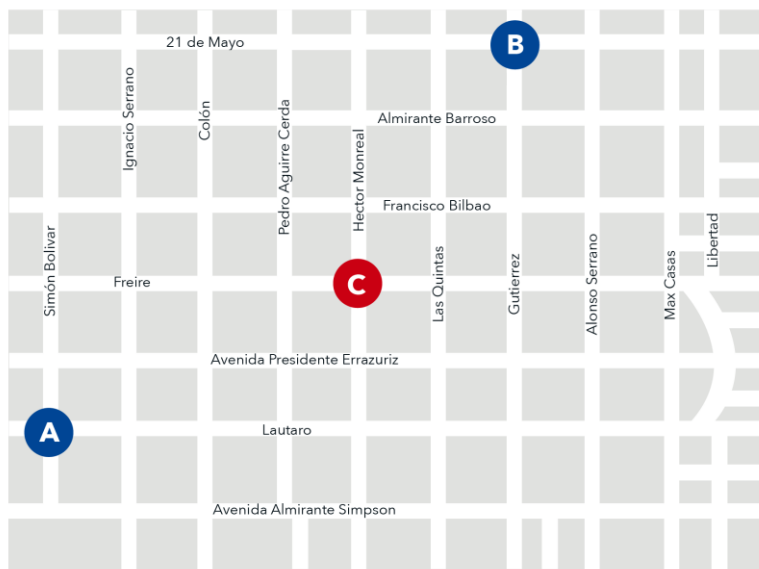 21 de Mayo
B
Ignacio Serrano
Colón
Pedro Aguirre Cerda
Hector Monreal
Almirante Barroso
Francisco Bilbao
Simón Bolivar
Freire
C
Las Quintas
Gutierrez
Alonso Serrano
Max Casas
Libertad
Avenida Presidente Errazuriz
A
Lautaro
Avenida Almirante Simpson